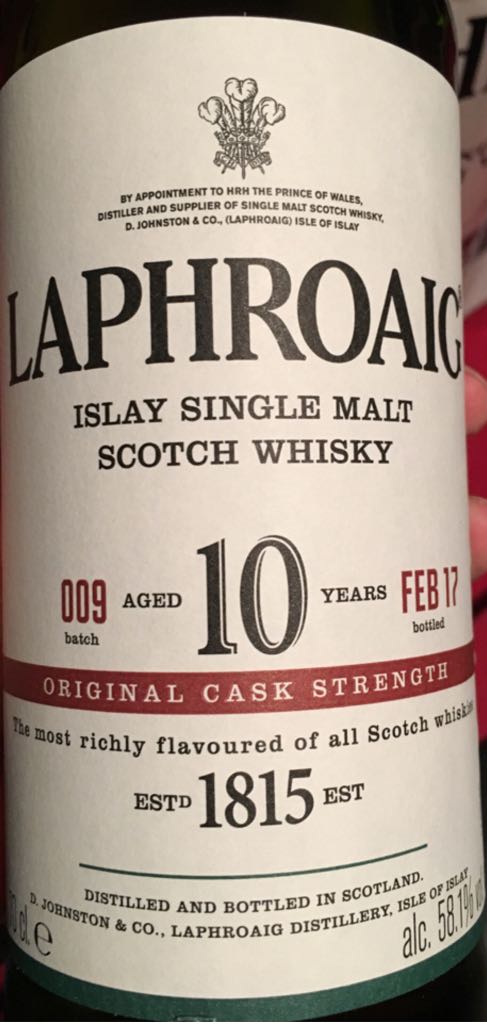 BY APPOINTMENT TO HRH THE PRINCE OF WALES,
DISTILLER AND SUPPLIER OF SINGLE MALT SCOTCH WHISKY,
D. JOHNSTON & CO., (LAPHROAIG) ISLE OF ISLAY
LAPHROAIG®
ISLAY SINGLE MALT
SCOTCH WHISKY
009 AGED 10 YEARS FEB 17
batch bottled
ORIGINAL CASK STRENGTH
The most richly flavoured of all Scotch whiskies
ESTD 1815 EST
DISTILLED AND BOTTLED IN SCOTLAND.
D. JOHNSTON & CO., LAPHROAIG DISTILLERY, ISLE OF ISLAY
cl. e alc. 58.1%